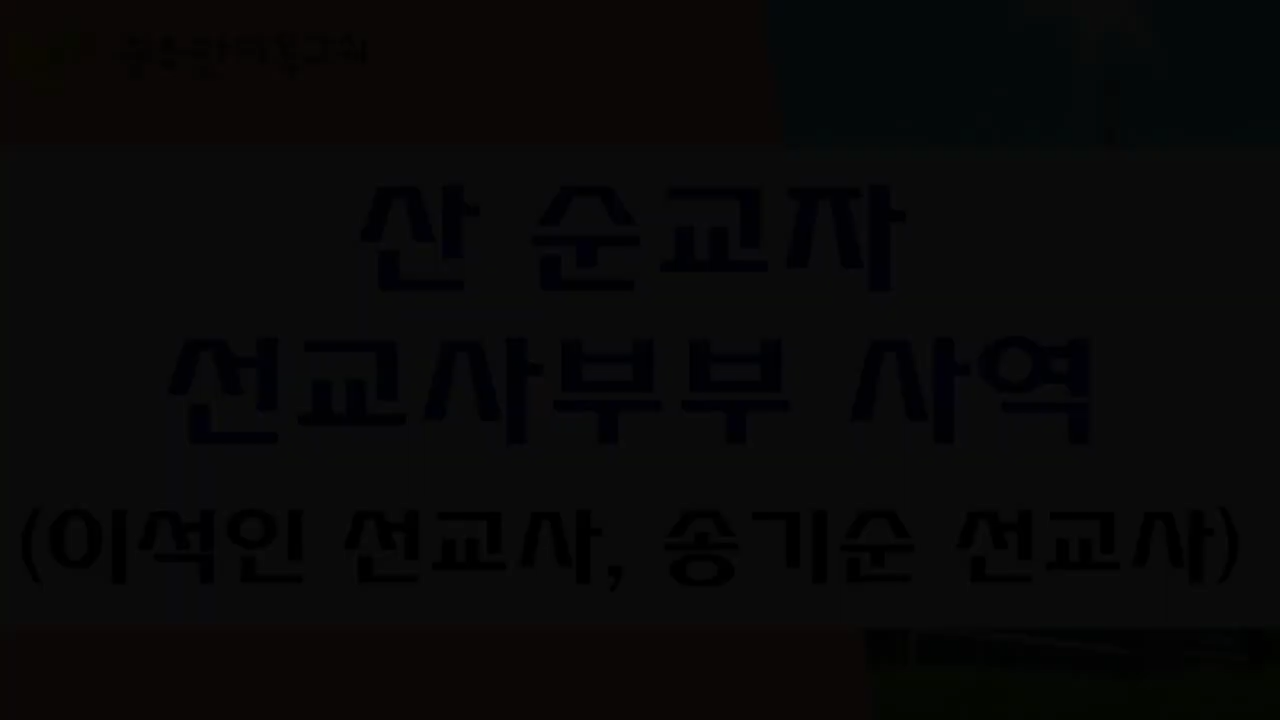 산 순교자
선교사부부 사역
(이석인 선교사, 송기순 선교사)